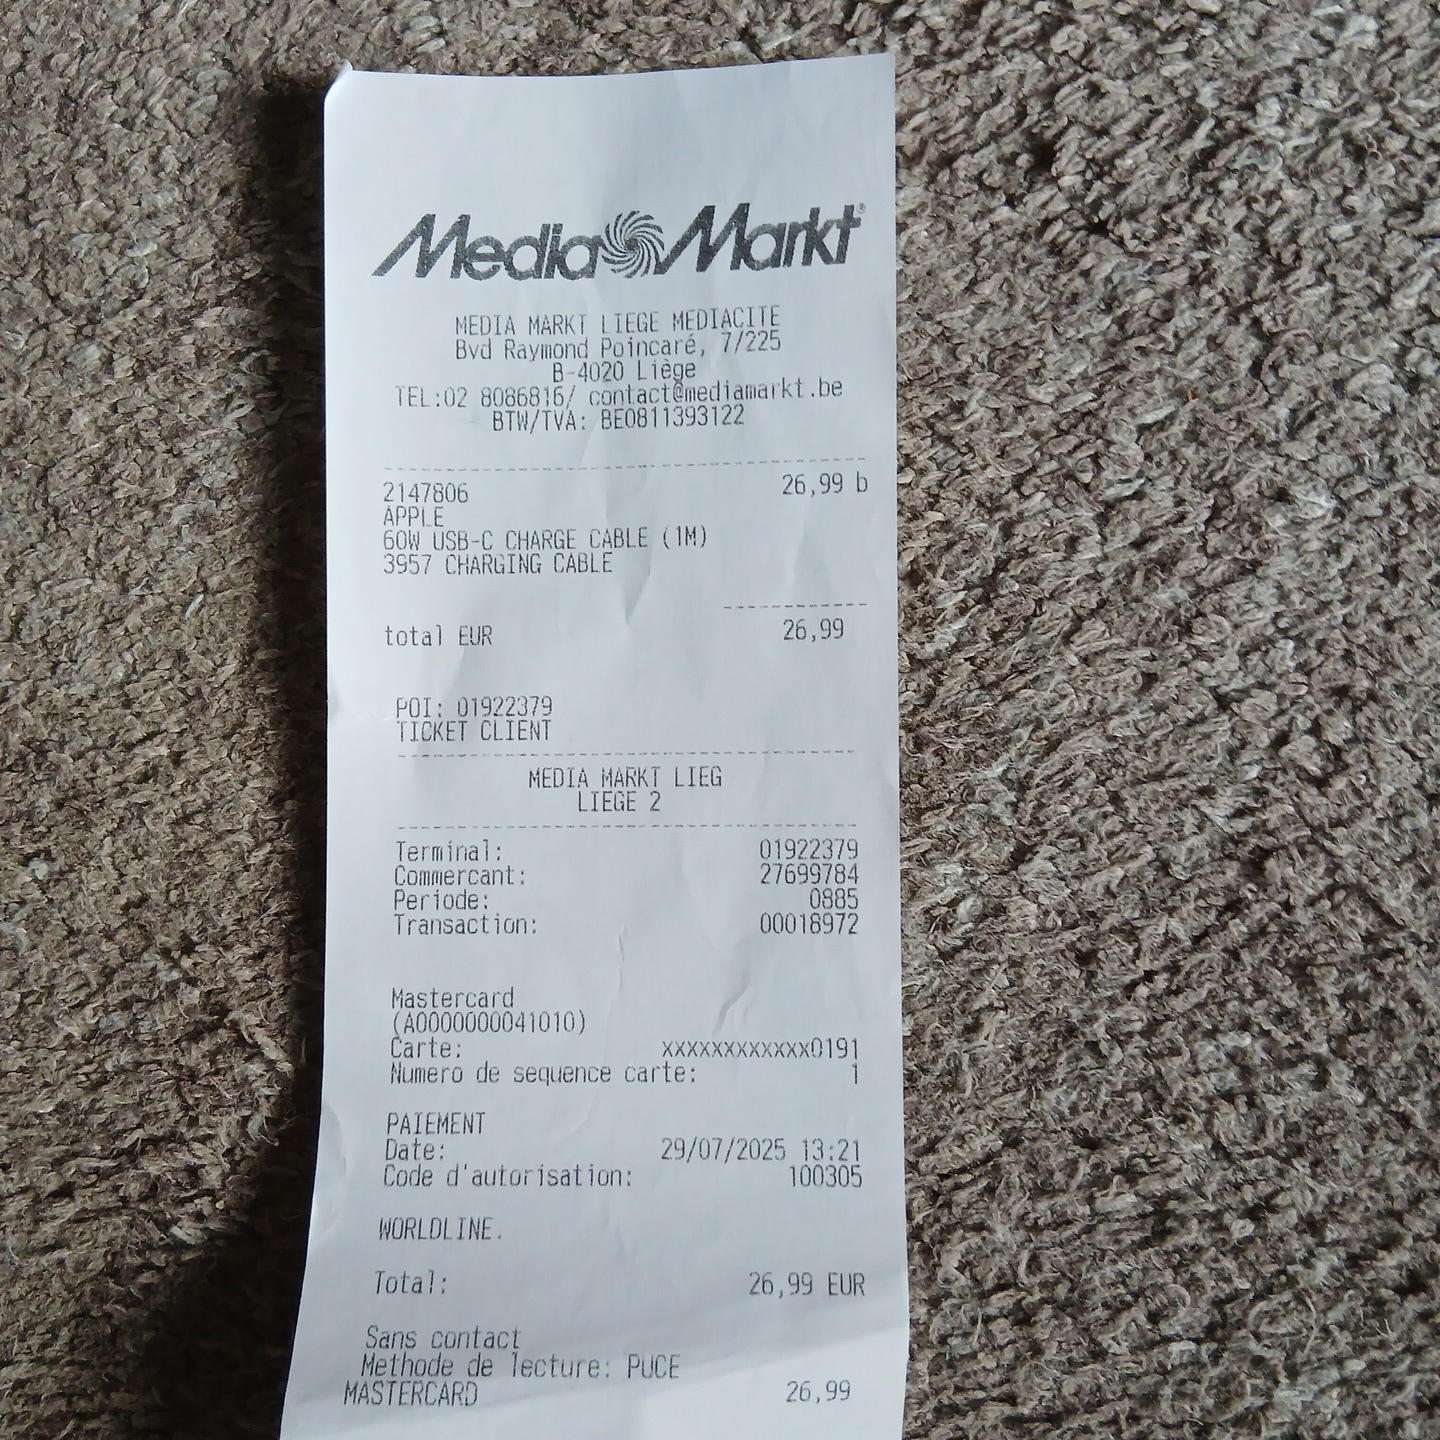 MediaMarkt®
MEDIA MARKT LIEGE MEDIACITE
Bvd Raymond Poincaré, 7/225
B-4020 Liège
TEL:02 8086816/ contact@mediamarkt.be
BTW/TVA: BE0811393122
2147806 26,99 b
APPLE
60W USB-C CHARGE CABLE (1M)
3957 CHARGING CABLE
total EUR 26,99
POI: 01922379
TICKET CLIENT
MEDIA MARKT LIEG
LIEGE 2
Terminal: 01922379
Commercant: 27699784
Periode: 0885
Transaction: 00018972
Mastercard
(A0000000041010)
Carte: xxxxxxxxxxxx0191
Numero de sequence carte: 1
PAIEMENT
Date: 29/07/2025 13:21
Code d'autorisation: 100305
WORLDLINE.
Total: 26,99 EUR
Sans contact
Methode de lecture: PUCE
MASTERCARD 26,99